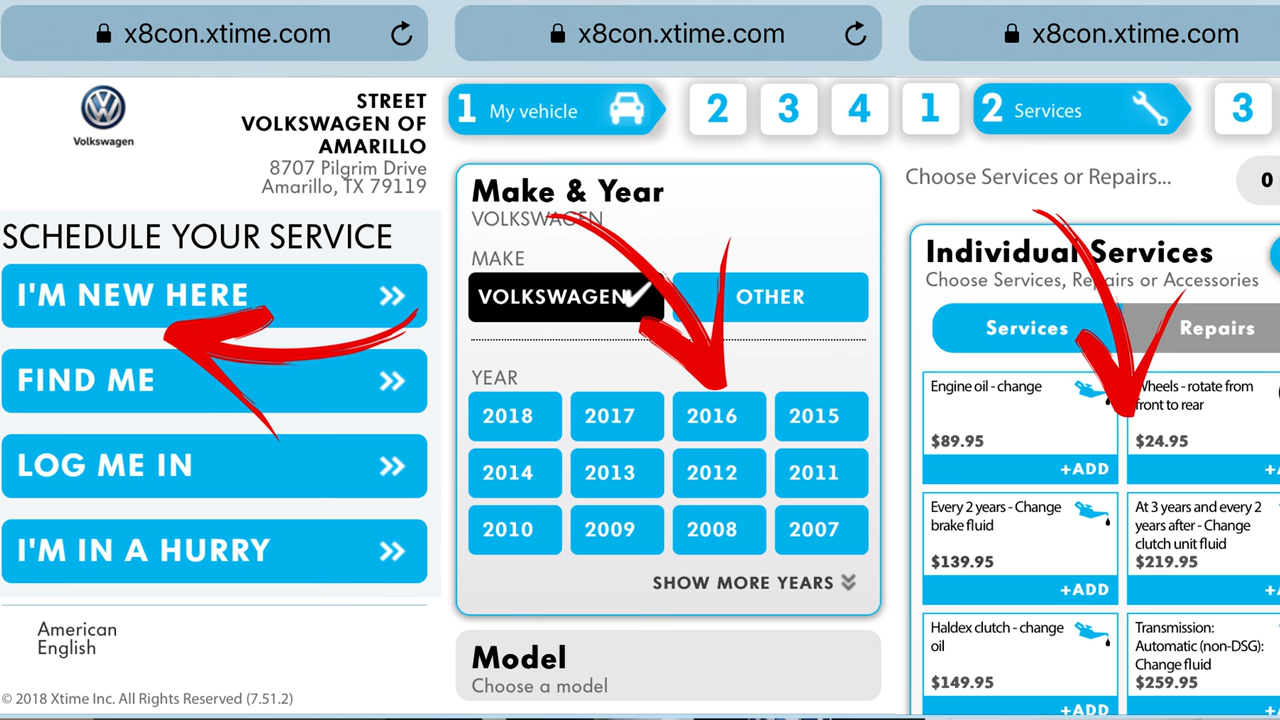 x8con.xtime.com
Volkswagen
STREET
VOLKSWAGEN OF
AMARILLO
8707 Pilgrim Drive
Amarillo, TX 79119
SCHEDULE YOUR SERVICE
I'M NEW HERE
FIND ME
LOG ME IN
I'M IN A HURRY
American
English
© 2018 Xtime Inc. All Rights Reserved (7.51.2)
x8con.xtime.com
1 My vehicle 2 3 4
Make & Year
VOLKSWAGEN
MAKE
VOLKSWAGEN OTHER
YEAR
2018 2017 2016 2015
2014 2013 2012 2011
2010 2009 2008 2007
SHOW MORE YEARS
Model
Choose a model
x8con.xtime.com
1 2 Services 3
Choose Services or Repairs...
0
Individual Services
Choose Services, Repairs or Accessories
Services Repairs
Engine oil - change
$89.95
+ADD
Wheels - rotate from
front to rear
$24.95
Every 2 years - Change
brake fluid
$139.95
+ADD
At 3 years and every 2
years after - Change
clutch unit fluid
$219.95
Haldex clutch - change
oil
$149.95
+ADD
Transmission:
Automatic (non-DSG):
Change fluid
$259.95